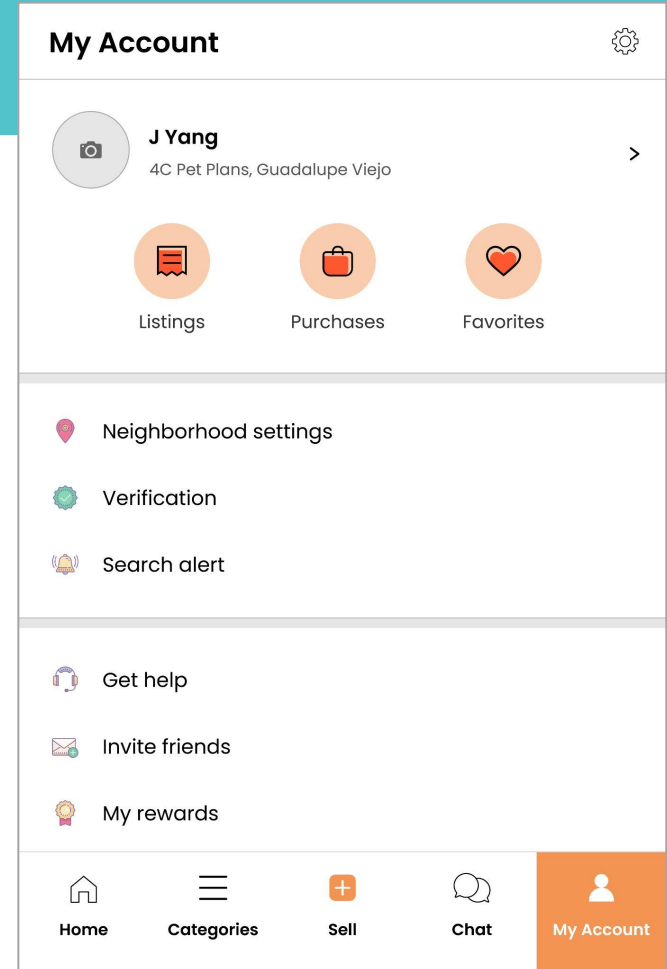 My Account
J Yang
4C Pet Plans, Guadalupe Viejo
Listings Purchases Favorites
Neighborhood settings
Verification
Search alert
Get help
Invite friends
My rewards
Home Categories Sell Chat My Account